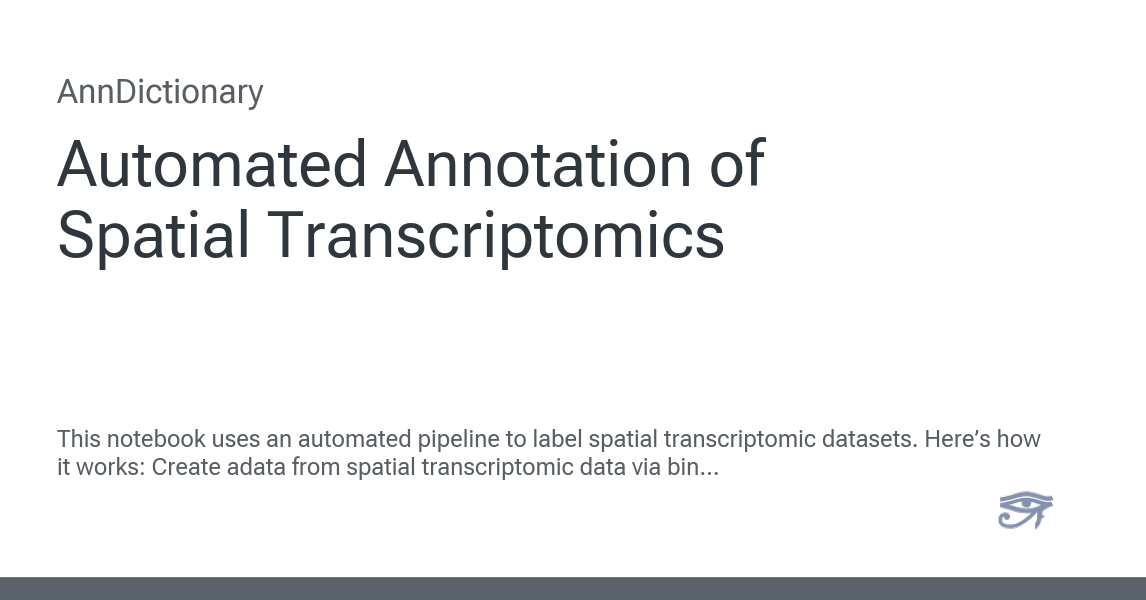 AnnDictionary
Automated Annotation of
Spatial Transcriptomics
This notebook uses an automated pipeline to label spatial transcriptomic datasets. Here’s how
it works: Create adata from spatial transcriptomic data via bin...